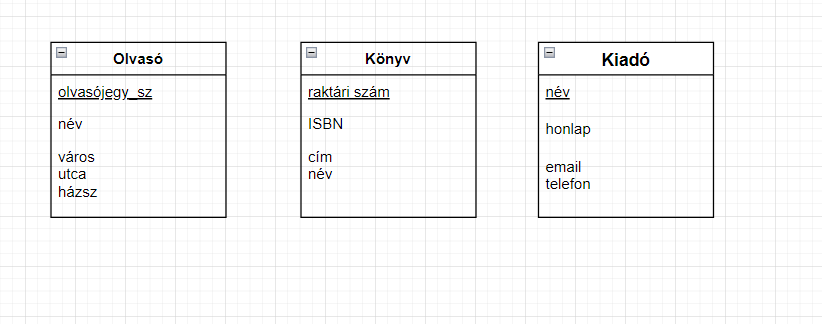 Olvasó
olvasójegy_sz
név
város
utca
házsz
Könyv
raktári szám
ISBN
cím
név
Kiadó
név
honlap
email
telefon